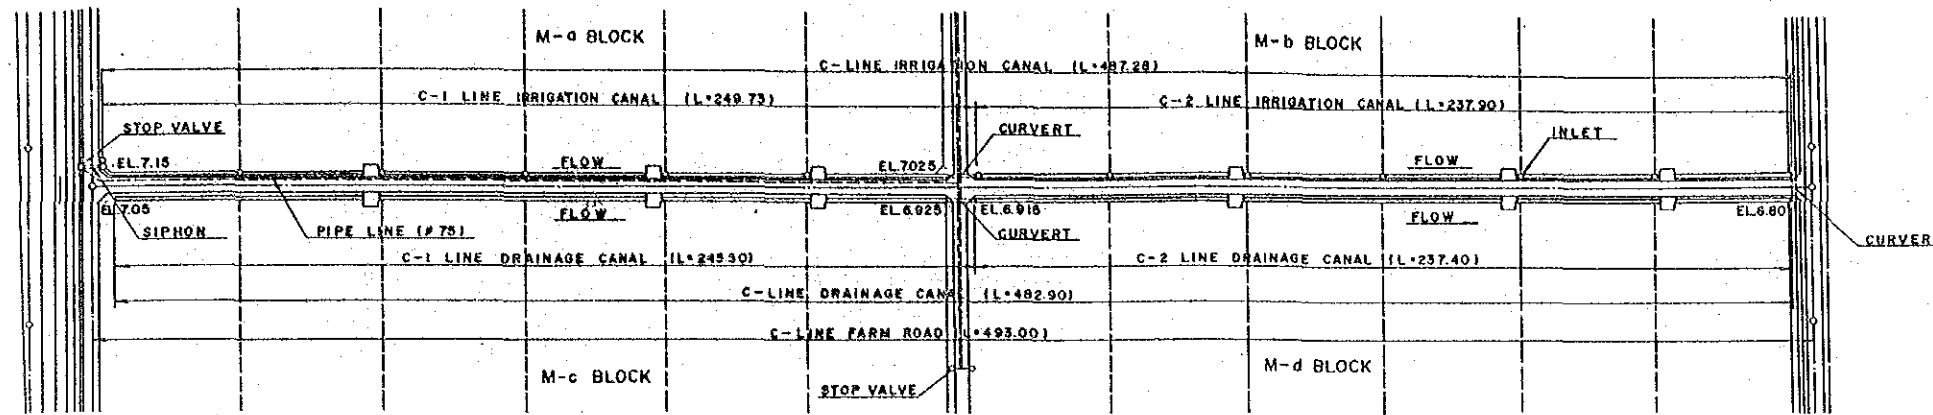 M-a BLOCK
M-b BLOCK
C-LINE IRRIGATION CANAL (L=487.28)
C-1 LINE IRRIGATION CANAL (L=249.73)
C-2 LINE IRRIGATION CANAL (L=237.90)
STOP VALVE
CURVERT
INLET
EL.7.15
FLOW
EL.7.025
FLOW
EL.7.05
FLOW
EL.6.925
EL.6.915
FLOW
EL.6.80
SIPHON
PIPE LINE (ø75)
CURVERT
CURVER
C-1 LINE DRAINAGE CANAL (L=245.50)
C-2 LINE DRAINAGE CANAL (L=237.40)
C-LINE DRAINAGE CANAL (L=482.90)
C-LINE FARM ROAD (L=493.00)
M-c BLOCK
M-d BLOCK
STOP VALVE